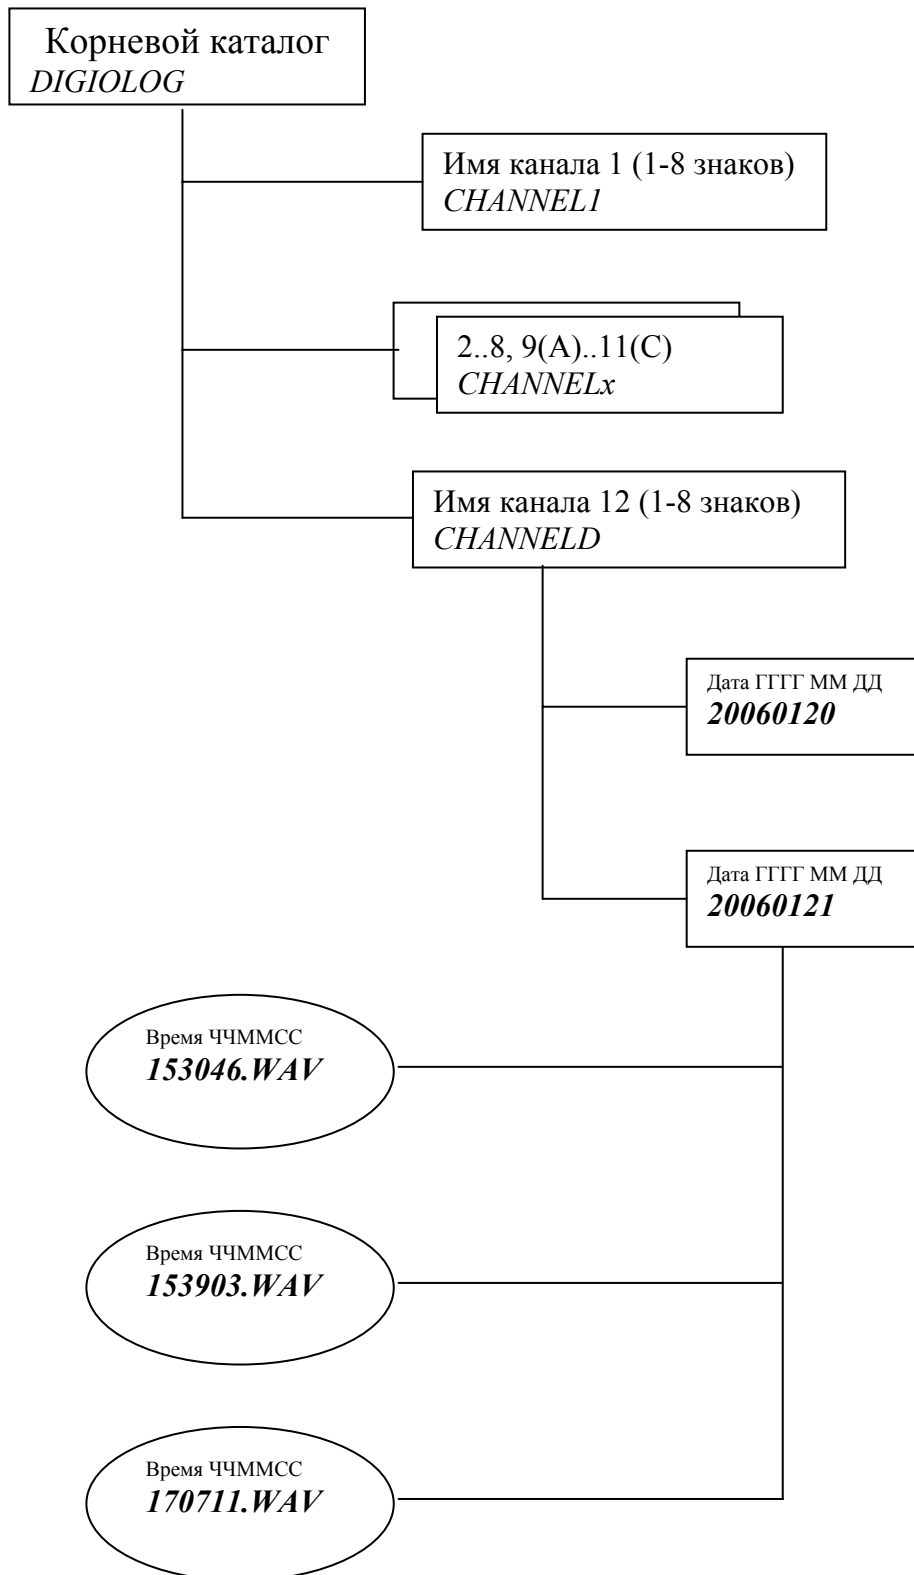 Корневой каталог
DIGIOLOG
Имя канала 1 (1-8 знаков)
CHANNEL1
2..8, 9(A)..11(C)
CHANNELx
Имя канала 12 (1-8 знаков)
CHANNELD
Дата ГГГГ ММ ДД
20060120
Дата ГГГГ ММ ДД
20060121
Время ЧЧММСС
153046.WAV
Время ЧЧММСС
153903.WAV
Время ЧЧММСС
170711.WAV